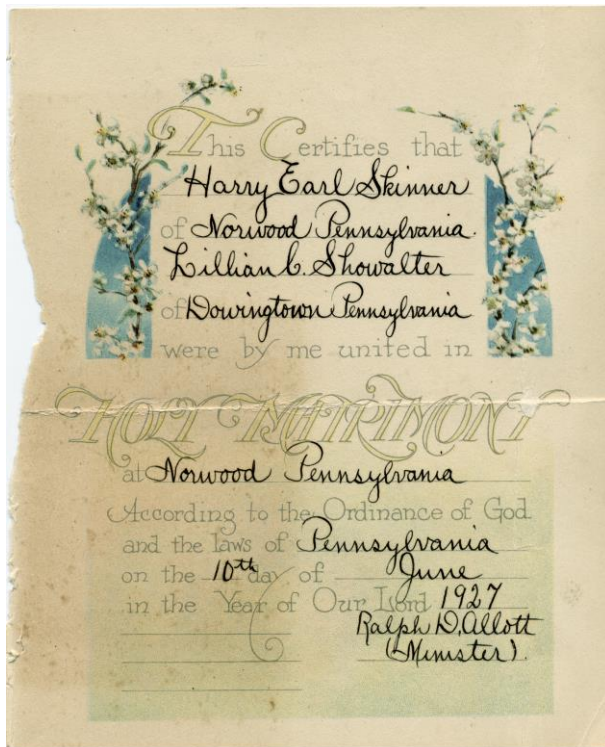 This Certifies that
Harry Earl Skinner
of Norwood Pennsylvania.
Lillian C. Showalter
of Dowingtown Pennsylvania
were by me united in
HOLY MATRIMONY
at Norwood Pennsylvania
According to the Ordinance of God
and the laws of Pennsylvania
on the 10th day of June
in the Year of Our Lord 1927
Ralph D. Allott
(Minister)